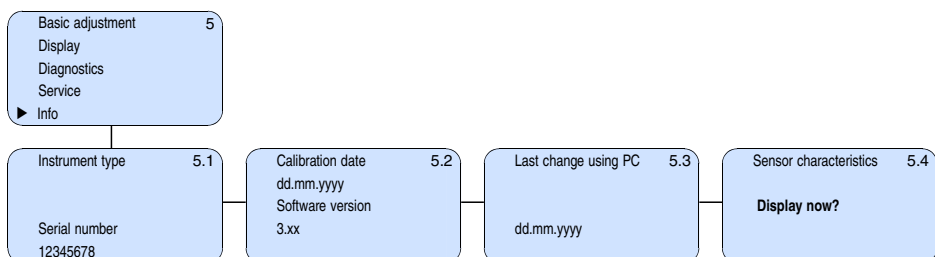 Basic adjustment 5
Display
Diagnostics
Service
▶ Info
Instrument type 5.1
Serial number
12345678
Calibration date 5.2
dd.mm.yyyy
Software version
3.xx
Last change using PC 5.3
dd.mm.yyyy
Sensor characteristics 5.4
Display now?